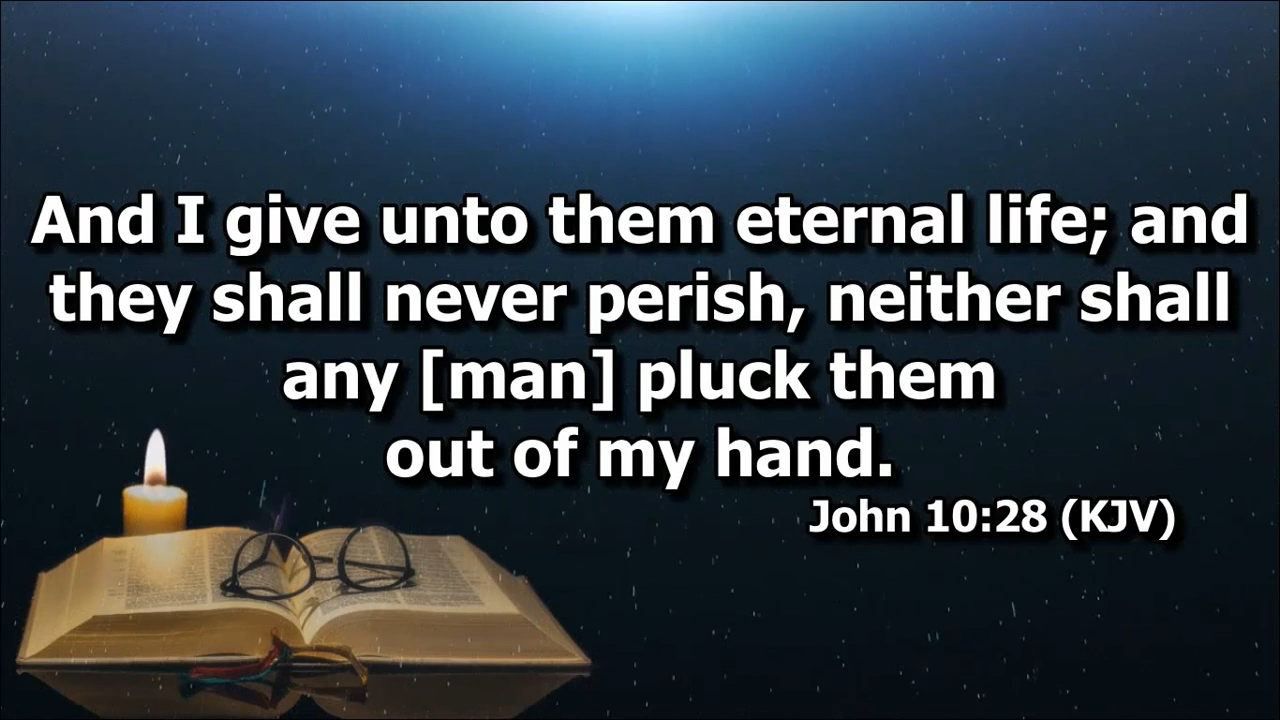 And I give unto them eternal life; and
they shall never perish, neither shall
any [man] pluck them
out of my hand.
John 10:28 (KJV)